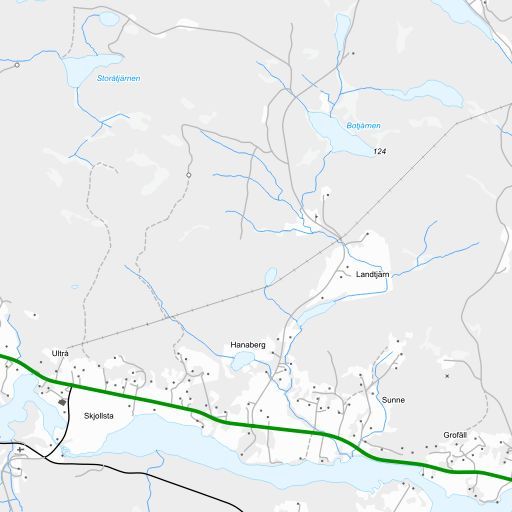 Storåtjärnen
Botjärnen
124
Landtjärn
Hanaberg
Ultrå
Sunne
Skjollsta
Grofäll